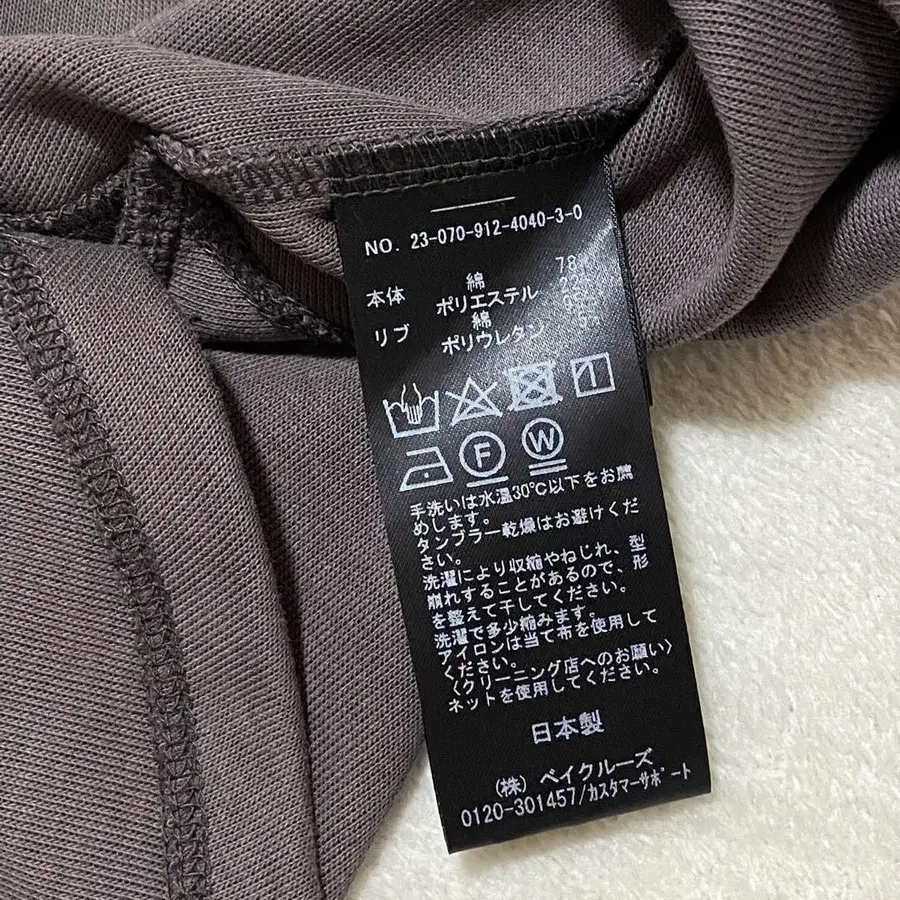 NO. 23-070-912-4040-3-0
本体 綿 78
ポリエステル
リブ 綿
ポリウレタン
1
F W
手洗いは水温30℃以下をお薦
めします。
タンブラー乾燥はお避けくだ
さい。
洗濯により収縮やねじれ、型
崩れすることがあるので、形
を整えて干してください。
洗濯で多少縮みます。
アイロンは当て布を使用して
ください。
〈クリーニング店へのお願い〉
ネットを使用してください。
日本製
(株) ベイクルーズ
0120-301457/カスタマーサポート